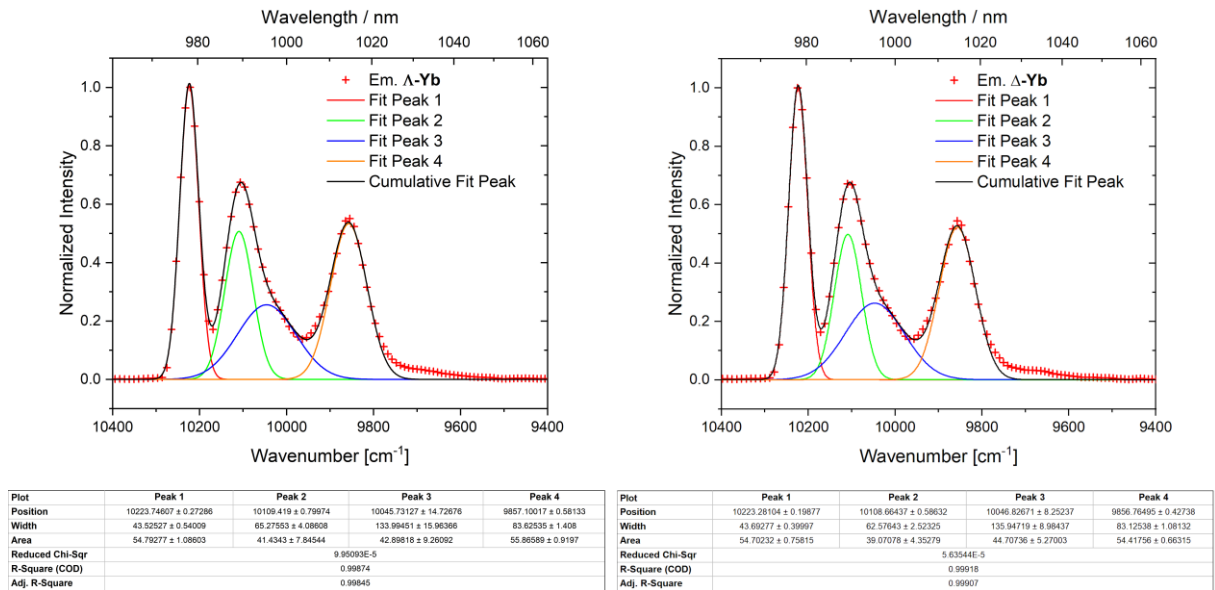 Wavelength / nm
980 1000 1020 1040 1060
1.0
0.8
0.6
0.4
0.2
0.0
Normalized Intensity
Em. Λ-Yb
Fit Peak 1
Fit Peak 2
Fit Peak 3
Fit Peak 4
Cumulative Fit Peak
10400 10200 10000 9800 9600 9400
Wavenumber [cm⁻¹]
Plot Peak 1 Peak 2 Peak 3 Peak 4
Position 10223.74607 ± 0.27286 10109.419 ± 0.79974 10045.73127 ± 14.72676 9857.10017 ± 0.58133
Width 43.52527 ± 0.54009 65.27553 ± 4.08608 133.99451 ± 15.96366 83.62535 ± 1.408
Area 54.79277 ± 1.08603 41.4343 ± 7.84544 42.89818 ± 9.26092 55.86589 ± 0.9197
Reduced Chi-Sqr 9.95093E-5
R-Square (COD) 0.99874
Adj. R-Square 0.99845
Wavelength / nm
980 1000 1020 1040 1060
1.0
0.8
0.6
0.4
0.2
0.0
Normalized Intensity
Em. Δ-Yb
Fit Peak 1
Fit Peak 2
Fit Peak 3
Fit Peak 4
Cumulative Fit Peak
10400 10200 10000 9800 9600 9400
Wavenumber [cm⁻¹]
Plot Peak 1 Peak 2 Peak 3 Peak 4
Position 10223.28104 ± 0.19877 10108.66437 ± 0.58632 10046.82671 ± 8.25237 9856.76495 ± 0.42738
Width 43.69277 ± 0.39997 62.57643 ± 2.52325 135.94719 ± 8.98437 83.12538 ± 1.08132
Area 54.70232 ± 0.75815 39.07078 ± 4.35279 44.70736 ± 5.27003 54.41756 ± 0.66315
Reduced Chi-Sqr 5.63544E-5
R-Square (COD) 0.99918
Adj. R-Square 0.99907